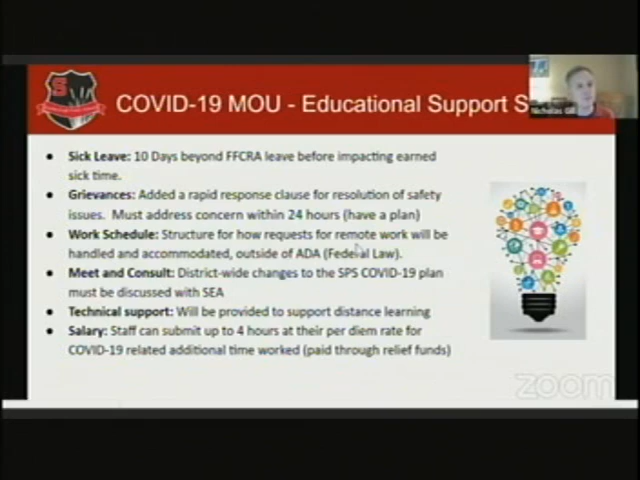 COVID-19 MOU - Educational Support S
● Sick Leave: 10 Days beyond FFCRA leave before impacting earned
sick time.
● Grievances: Added a rapid response clause for resolution of safety
issues. Must address concern within 24 hours (have a plan)
● Work Schedule: Structure for how requests for remote work will be
handled and accommodated, outside of ADA (Federal Law).
● Meet and Consult: District-wide changes to the SPS COVID-19 plan
must be discussed with SEA
● Technical support: Will be provided to support distance learning
● Salary: Staff can submit up to 4 hours at their per diem rate for
COVID-19 related additional time worked (paid through relief funds)
S
Nicholas
zoom